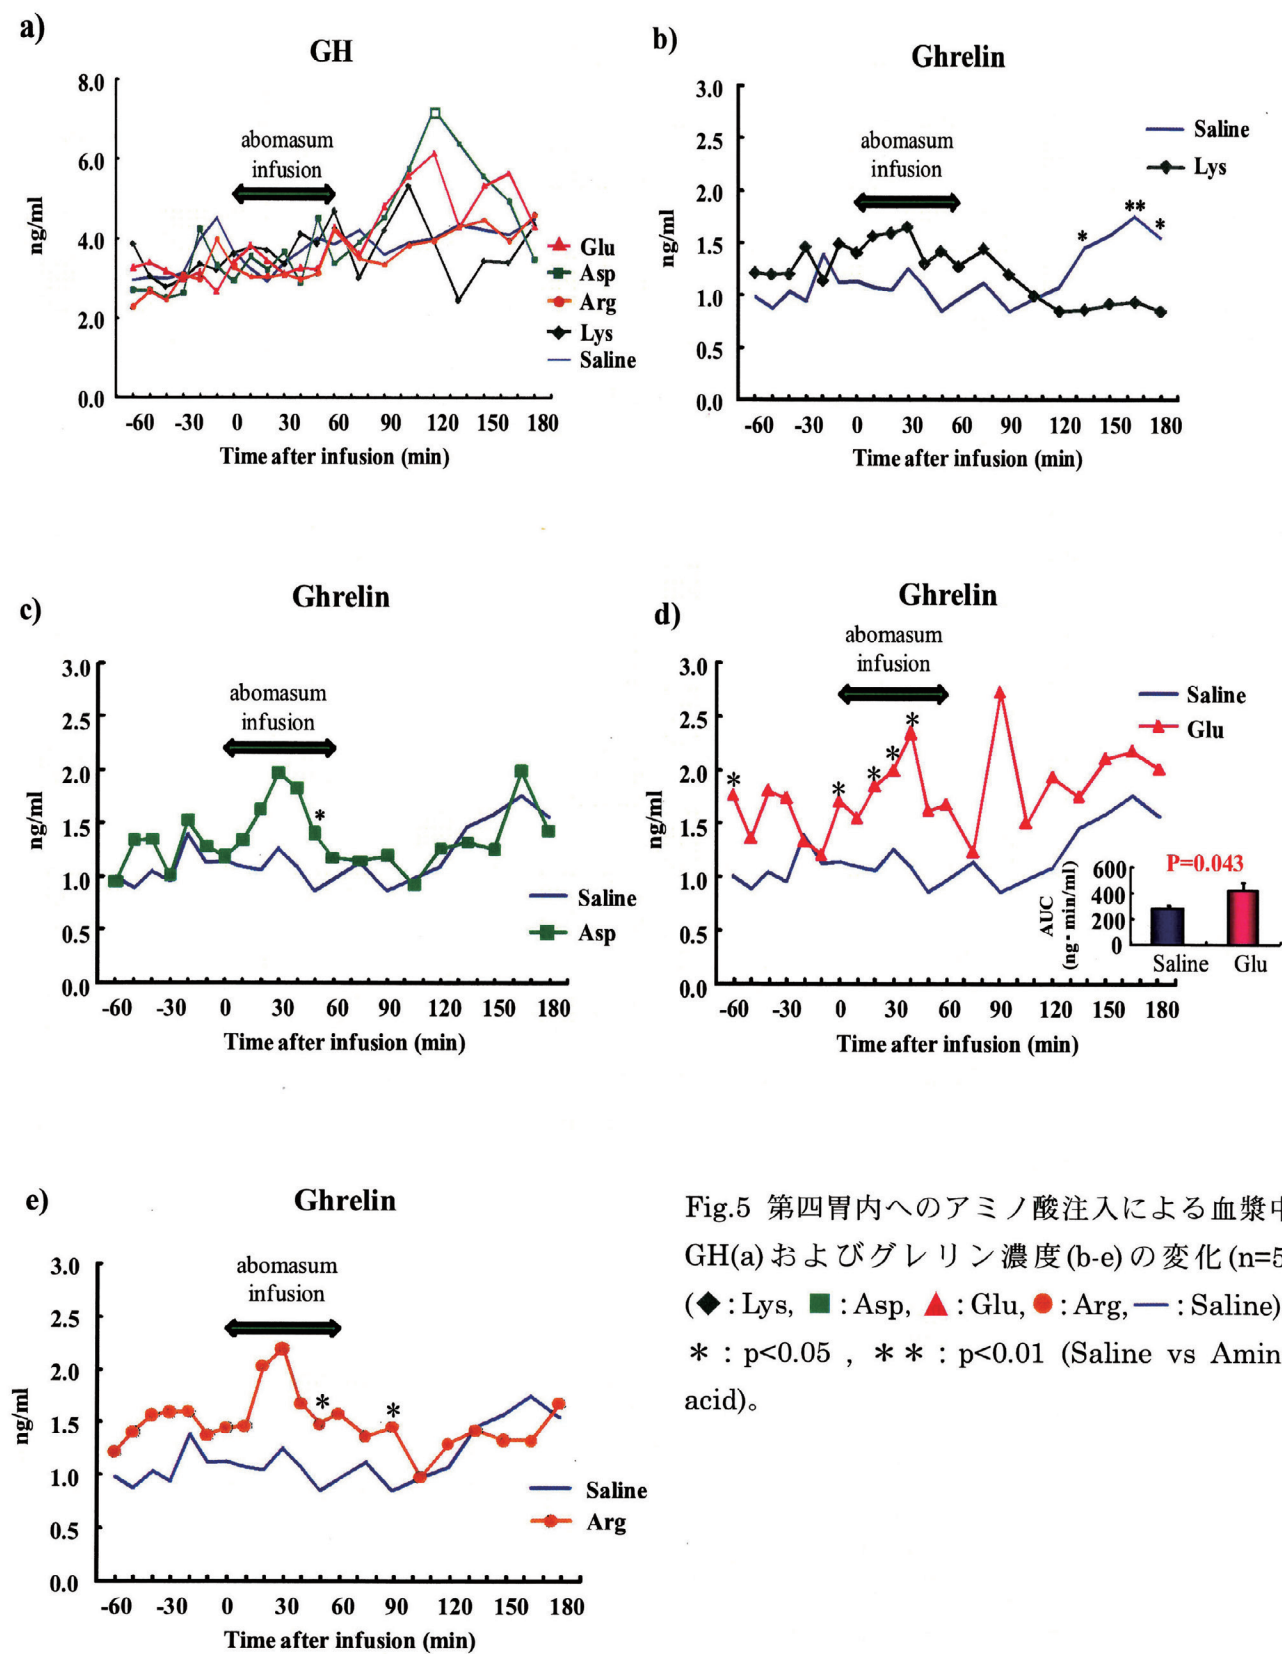 a)
GH
8.0
6.0
4.0
2.0
0.0
ng/ml
abomasum
infusion
Glu
Asp
Arg
Lys
Saline
-60 -30 0 30 60 90 120 150 180
Time after infusion (min)
b)
Ghrelin
3.0
2.5
2.0
1.5
1.0
0.5
0.0
ng/ml
abomasum
infusion
Saline
Lys
*
**
*
-60 -30 0 30 60 90 120 150 180
Time after infusion (min)
c)
Ghrelin
3.0
2.5
2.0
1.5
1.0
0.5
0.0
ng/ml
abomasum
infusion
*
Saline
Asp
-60 -30 0 30 60 90 120 150 180
Time after infusion (min)
d)
Ghrelin
3.0
2.5
2.0
1.5
1.0
0.5
0.0
ng/ml
abomasum
infusion
Saline
Glu
*
*
*
*
*
P=0.043
600
400
200
0
AUC
(ng・min/ml)
Saline Glu
-60 -30 0 30 60 90 120 150 180
Time after infusion (min)
e)
Ghrelin
3.0
2.5
2.0
1.5
1.0
0.5
0.0
ng/ml
abomasum
infusion
*
*
Saline
Arg
-60 -30 0 30 60 90 120 150 180
Time after infusion (min)
Fig.5 第四胃内へのアミノ酸注入による血漿中
GH(a)およびグレリン濃度(b-e)の変化(n=5
(◆:Lys, ■:Asp, ▲:Glu, ●:Arg, —:Saline)
＊：p<0.05 , ＊＊：p<0.01 (Saline vs Amin
acid)。